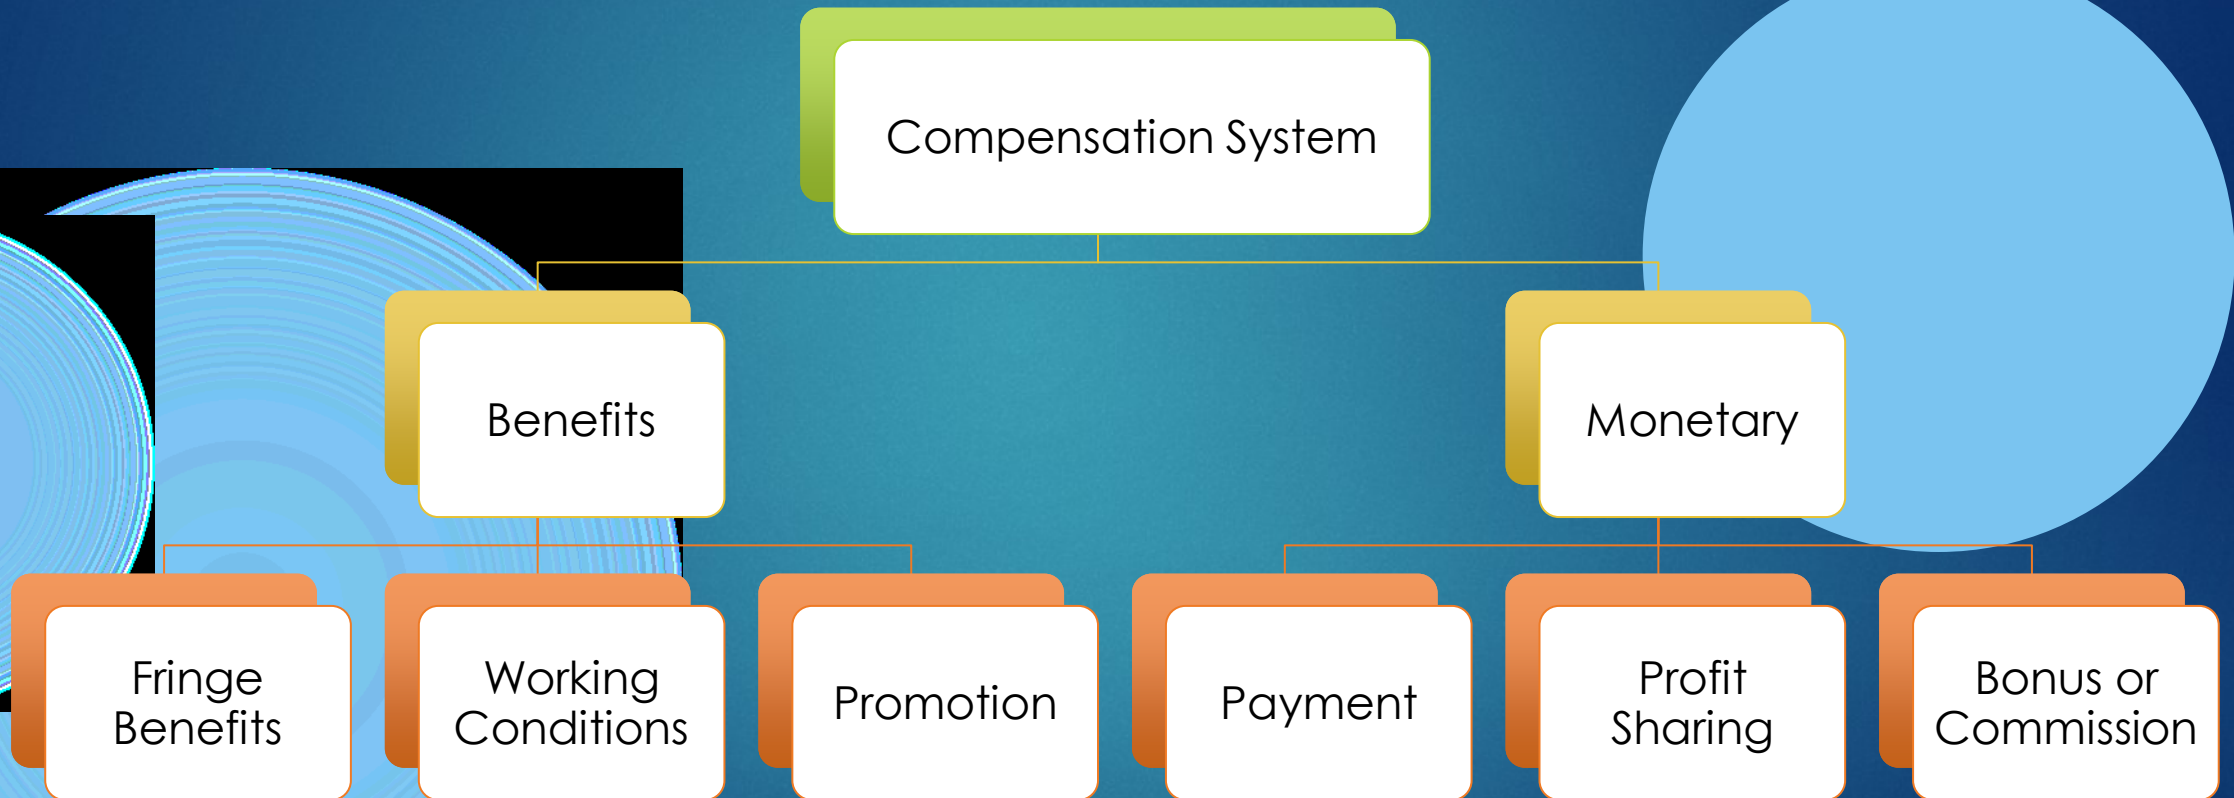 Compensation System
Benefits
Monetary
Fringe
Benefits
Working
Conditions
Promotion
Payment
Profit
Sharing
Bonus or
Commission